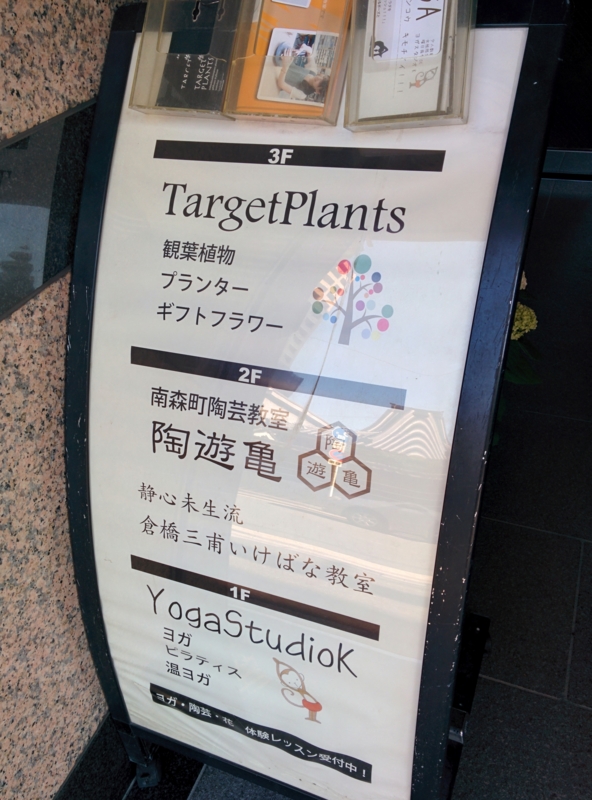 TARGET
PLANTS
3F
TargetPlants
観葉植物
プランター
ギフトフラワー
2F
南森町陶芸教室
陶遊亀
陶
遊 亀
静心未生流
倉橋三甫いけばな教室
1F
YogaStudioK
ヨガ
ピラティス
温ヨガ
ヨガ・陶芸・花 体験レッスン受付中！